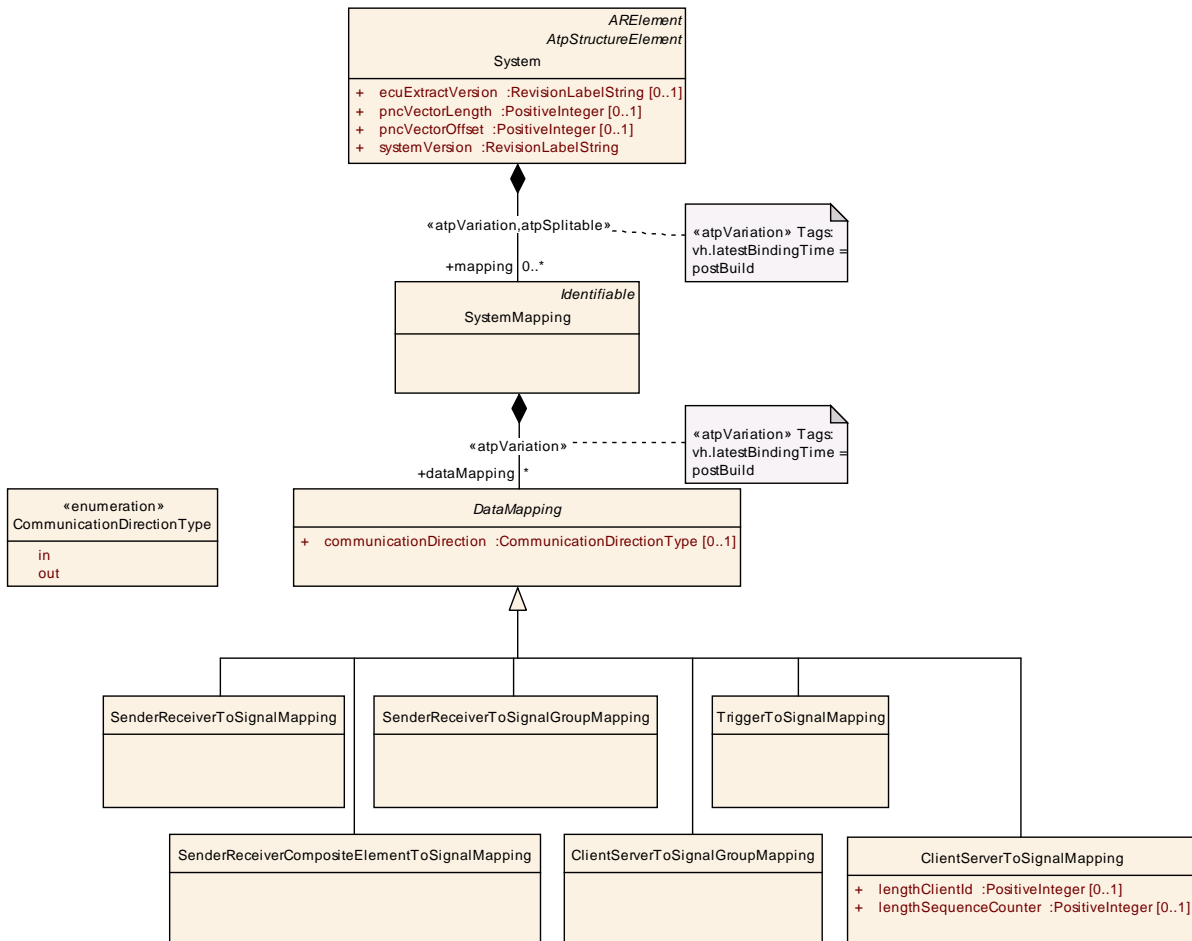 ARElement
AtpStructureElement
System
+ ecuExtractVersion :RevisionLabelString [0..1]
+ pncVectorLength :PositiveInteger [0..1]
+ pncVectorOffset :PositiveInteger [0..1]
+ systemVersion :RevisionLabelString
«atpVariation,atpSplitable»
«atpVariation» Tags:
vh.latestBindingTime =
postBuild
+mapping 0..*
Identifiable
SystemMapping
«atpVariation»
«atpVariation» Tags:
vh.latestBindingTime =
postBuild
+dataMapping *
«enumeration»
CommunicationDirectionType
in
out
DataMapping
+ communicationDirection :CommunicationDirectionType [0..1]
SenderReceiverToSignalMapping
SenderReceiverToSignalGroupMapping
TriggerToSignalMapping
SenderReceiverCompositeElementToSignalMapping
ClientServerToSignalGroupMapping
ClientServerToSignalMapping
+ lengthClientId :PositiveInteger [0..1]
+ lengthSequenceCounter :PositiveInteger [0..1]